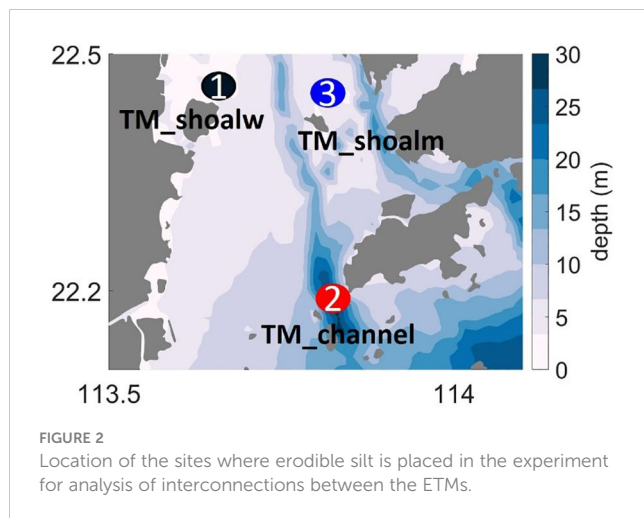 22.5
1
3
TM_shoalw
TM_shoalm
22.2
2
TM_channel
113.5
114
30
25
20
15
10
5
0
depth (m)
FIGURE 2
Location of the sites where erodible silt is placed in the experiment
for analysis of interconnections between the ETMs.